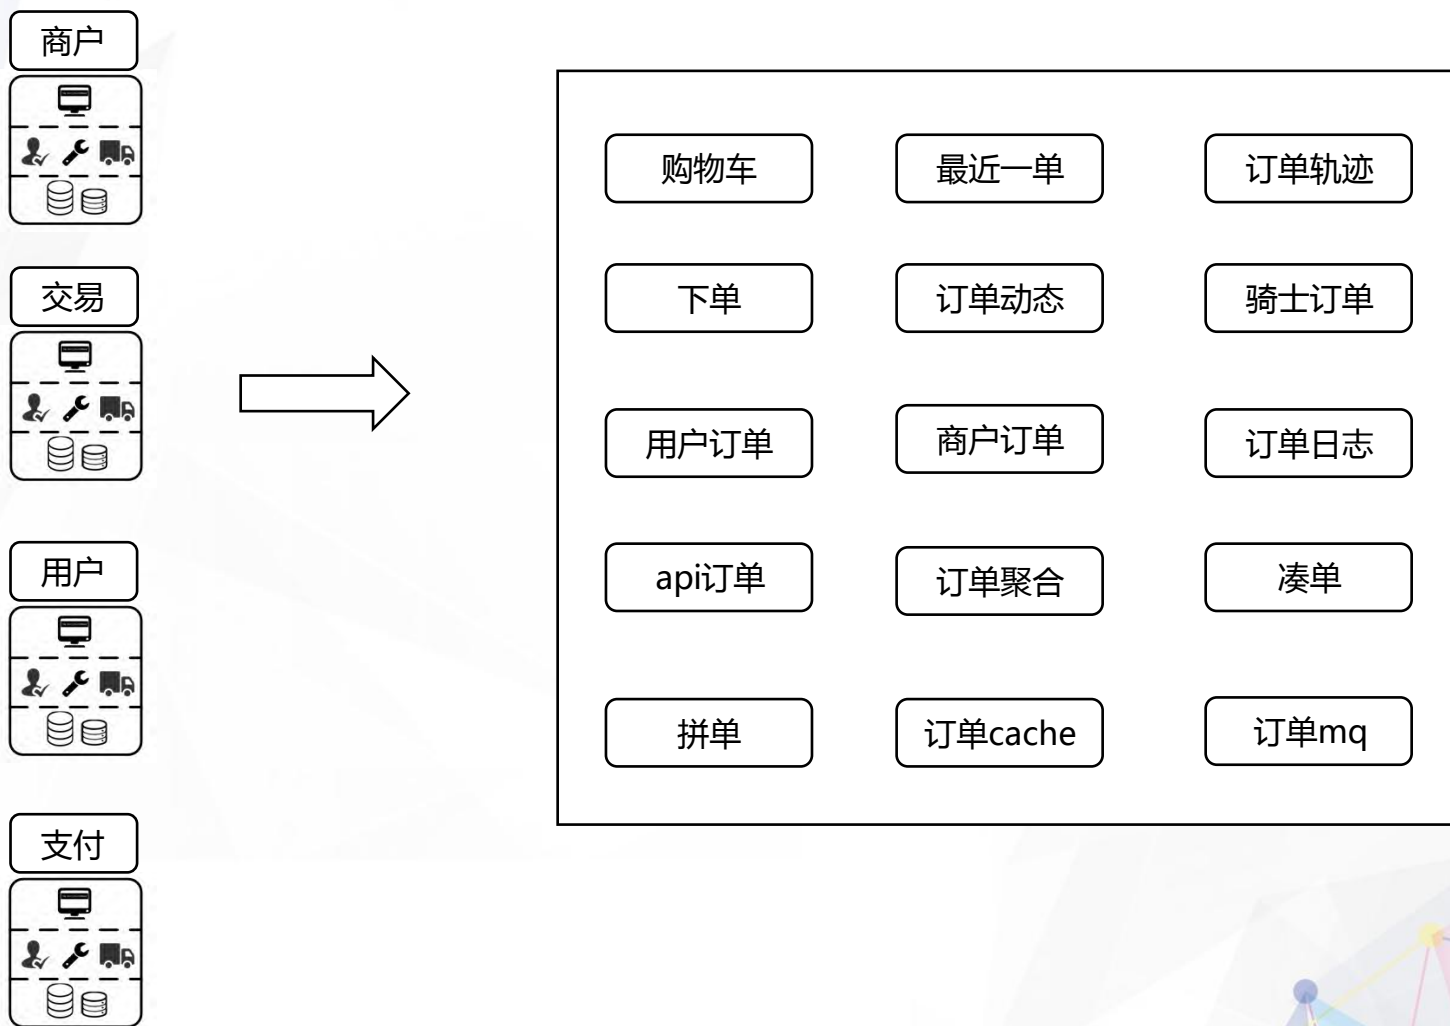 商户
交易
用户
支付
购物车
最近一单
订单轨迹
下单
订单动态
骑士订单
用户订单
商户订单
订单日志
api订单
订单聚合
凑单
拼单
订单cache
订单mq